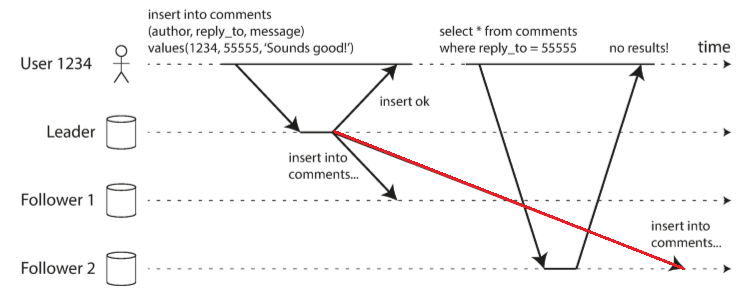 insert into comments
(author, reply_to, message)
values(1234, 55555, 'Sounds good!')
select * from comments
where reply_to = 55555
no results!
time
User 1234
insert ok
Leader
insert into
comments...
Follower 1
insert into
comments...
Follower 2